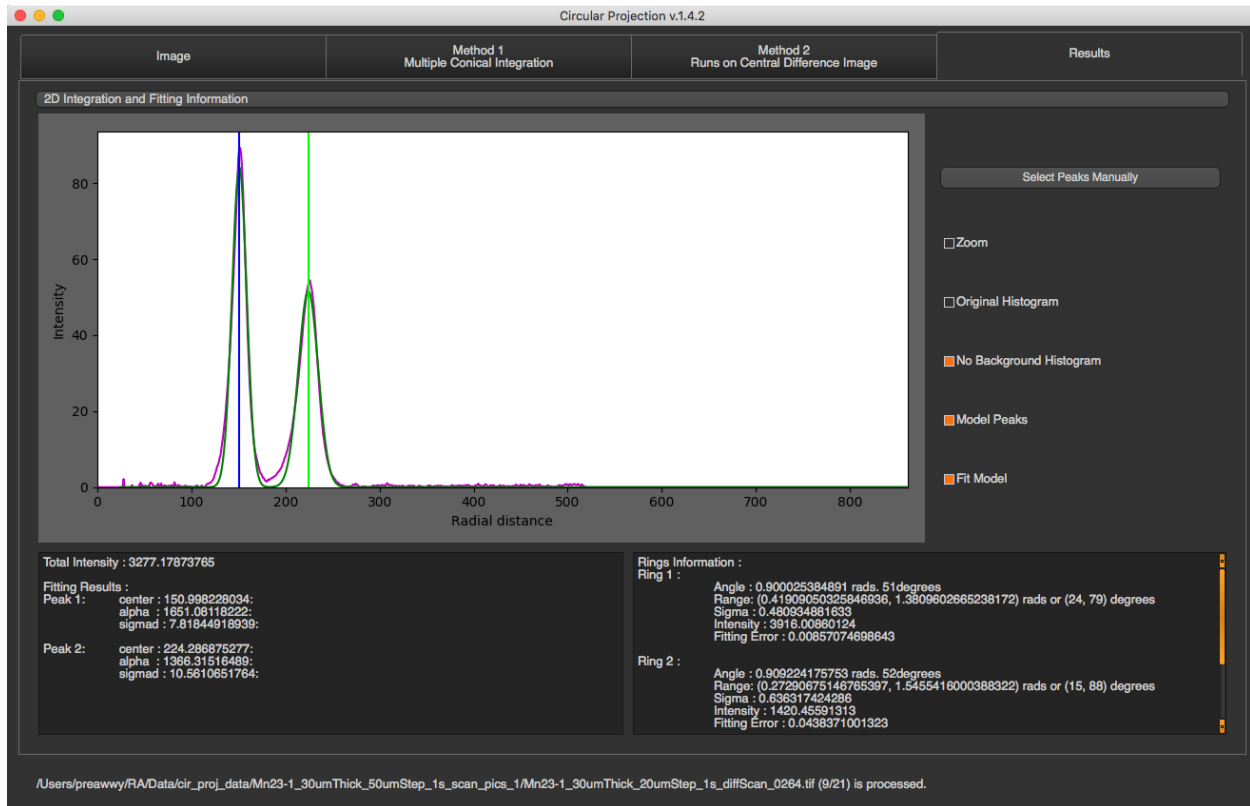 Circular Projection v.1.4.2
Image
Method 1
Multiple Conical Integration
Method 2
Runs on Central Difference Image
Results
2D Integration and Fitting Information
80
60
40
20
0
Intensity
0 100 200 300 400 500 600 700 800
Radial distance
Select Peaks Manually
Zoom
Original Histogram
No Background Histogram
Model Peaks
Fit Model
Total Intensity : 3277.17873765
Fitting Results :
Peak 1: center : 150.998228034:
alpha : 1651.08118222:
sigmad : 7.81844918939:
Peak 2: center : 224.286875277:
alpha : 1366.31516489:
sigmad : 10.5610651764:
Rings Information :
Ring 1 :
Angle : 0.900025384891 rads. 51degrees
Range: (0.41909050325846936, 1.3809602665238172) rads or (24, 79) degrees
Sigma : 0.480934881633
Intensity : 3916.00860124
Fitting Error : 0.00857074698643
Ring 2 :
Angle : 0.909224175753 rads. 52degrees
Range: (0.27290675146765397, 1.5455416000388322) rads or (15, 88) degrees
Sigma : 0.636317424286
Intensity : 1420.45591313
Fitting Error : 0.0438371001323
/Users/preawwy/RA/Data/cir_proj_data/Mn23-1_30umThick_50umStep_1s_scan_pics_1/Mn23-1_30umThick_20umStep_1s_diffScan_0264.tif (9/21) is processed.